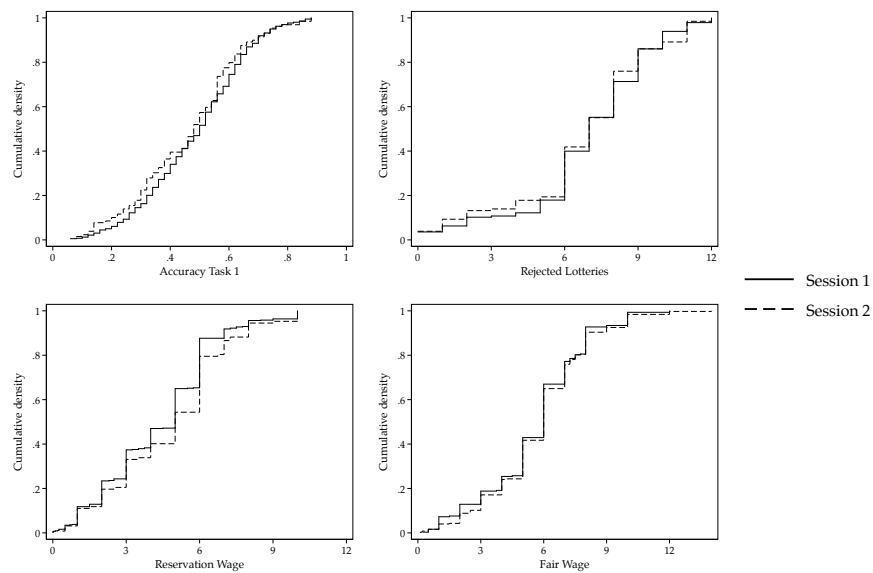 Cumulative density
1
.8
.6
.4
.2
0
0 .2 .4 .6 .8 1
Accuracy Task 1
Cumulative density
1
.8
.6
.4
.2
0
0 3 6 9 12
Rejected Lotteries
Cumulative density
1
.8
.6
.4
.2
0
0 3 6 9 12
Reservation Wage
Cumulative density
1
.8
.6
.4
.2
0
0 3 6 9 12
Fair Wage
Session 1
Session 2